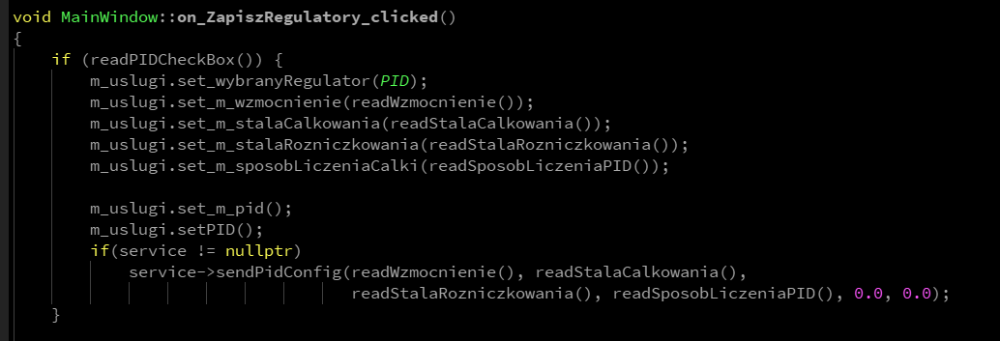 void MainWindow::on_ZapiszRegulatory_clicked()
{
    if (readPIDCheckBox()) {
        m_uslugi.set_wybranyRegulator(PID);
        m_uslugi.set_m_wzmocnienie(readWzmocnienie());
        m_uslugi.set_m_stalaCalkowania(readStalaCalkowania());
        m_uslugi.set_m_stalaRozniczkowania(readStalaRozniczkowania());
        m_uslugi.set_m_sposobLiczeniaCalki(readSposobLiczeniaPID());

        m_uslugi.set_m_pid();
        m_uslugi.setPID();
        if(service != nullptr)
            service->sendPidConfig(readWzmocnienie(), readStalaCalkowania(),
                                   readStalaRozniczkowania(), readSposobLiczeniaPID(), 0.0, 0.0);
    }